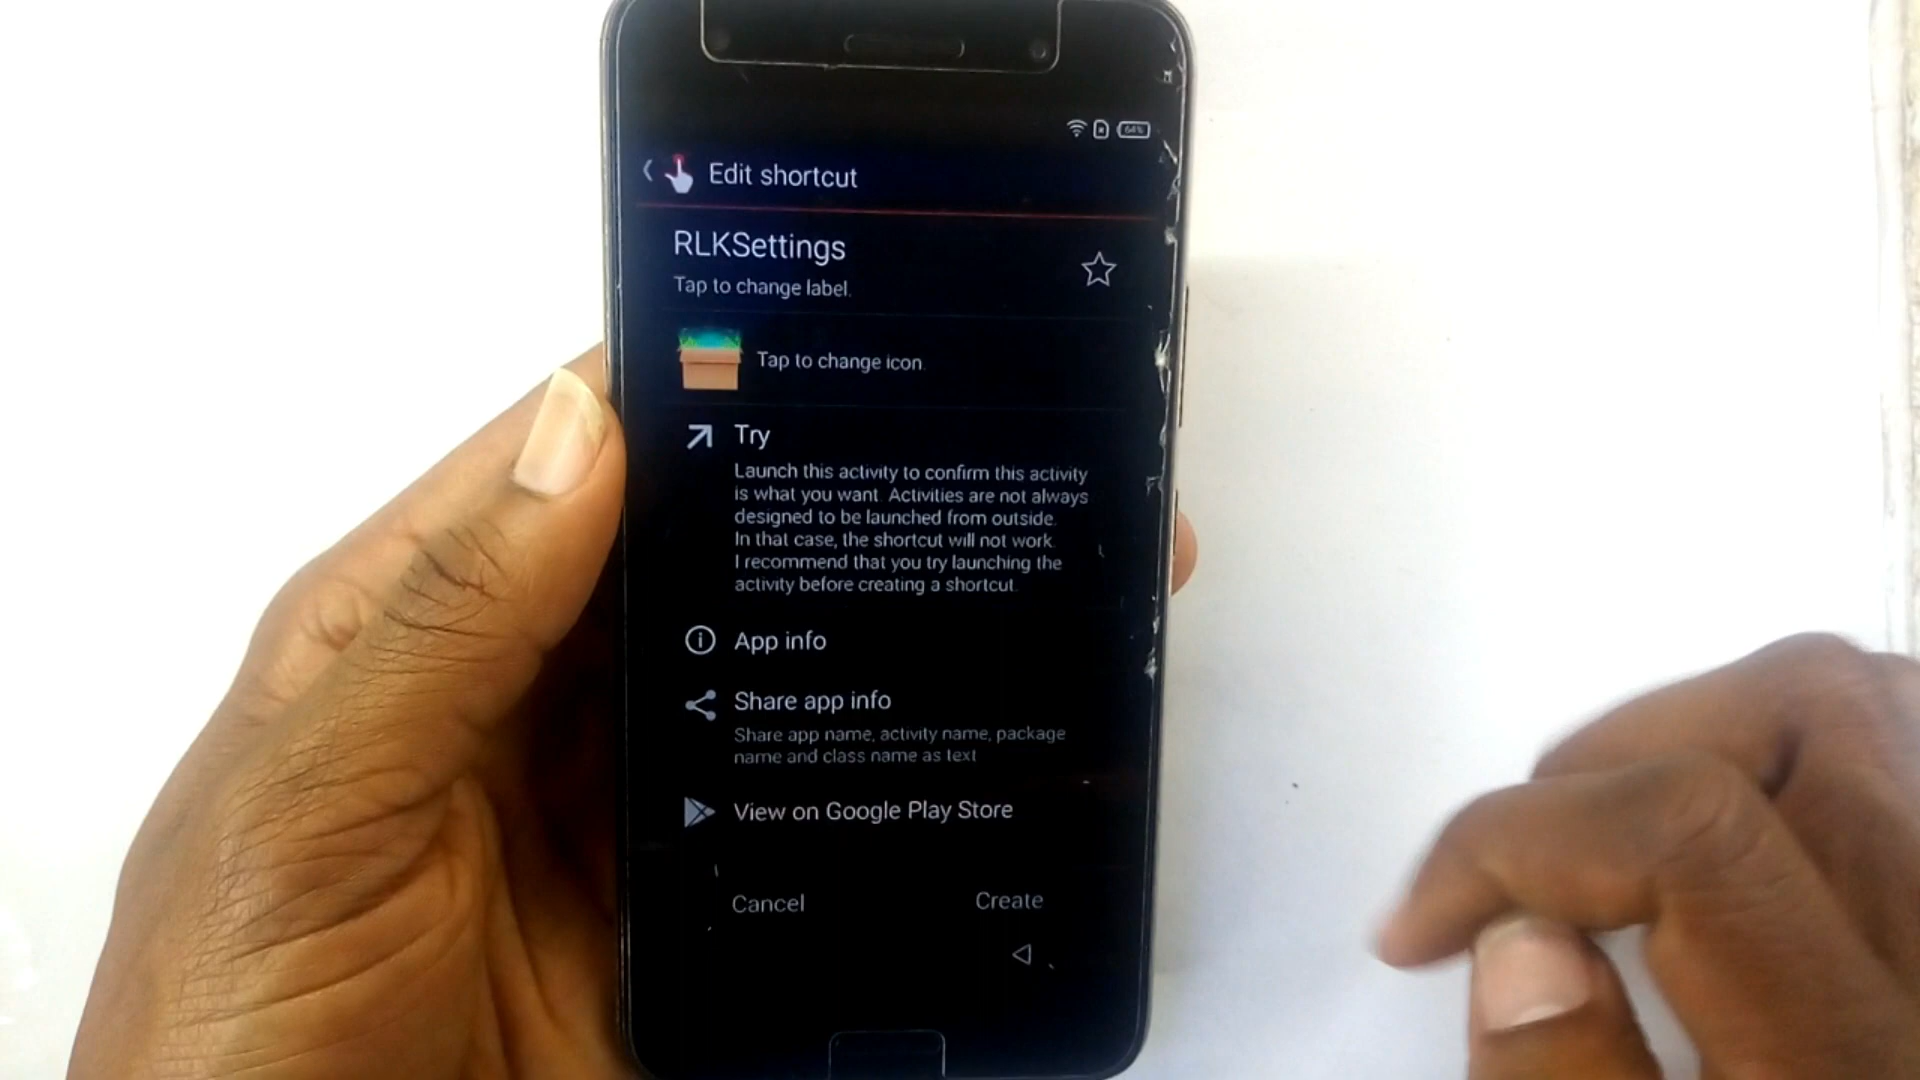 64%
Edit shortcut
RLKSettings
Tap to change label.
Tap to change icon.
Try
Launch this activity to confirm this activity
is what you want. Activities are not always
designed to be launched from outside.
In that case, the shortcut will not work.
I recommend that you try launching the
activity before creating a shortcut.
App info
Share app info
Share app name, activity name, package
name and class name as text
View on Google Play Store
Cancel Create